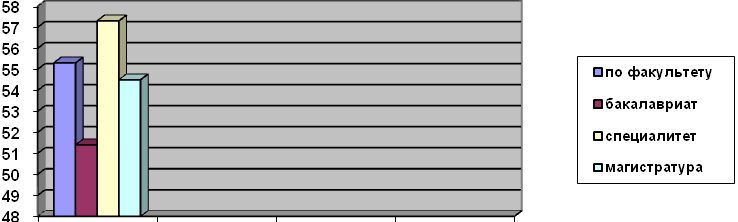 58
57
56
55
54
53
52
51
50
49
48
по факультету
бакалавриат
специалитет
магистратура